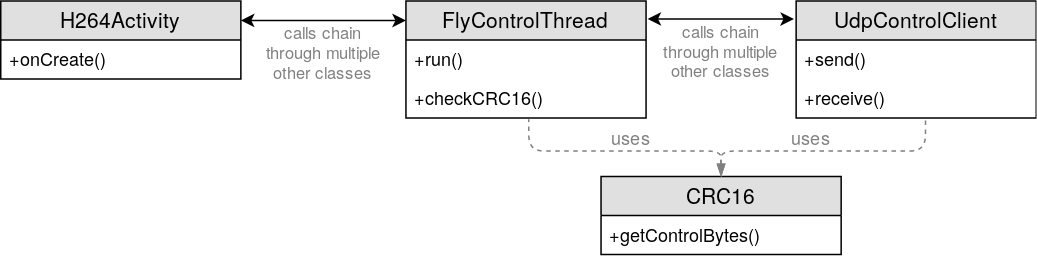 H264Activity
+onCreate()
calls chain
through multiple
other classes
FlyControlThread
+run()
+checkCRC16()
calls chain
through multiple
other classes
UdpControlClient
+send()
+receive()
uses
uses
CRC16
+getControlBytes()